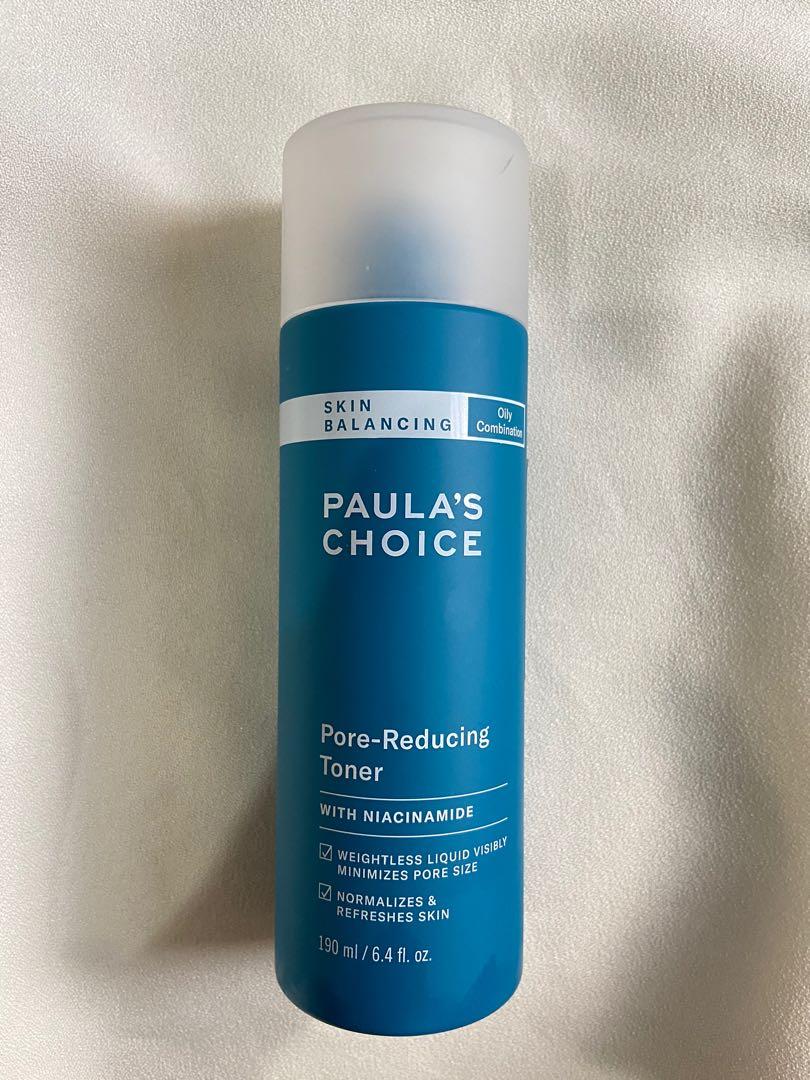 SKIN
BALANCING
Oily
Combination
PAULA'S
CHOICE
Pore-Reducing
Toner
WITH NIACINAMIDE
☑ WEIGHTLESS LIQUID VISIBLY
MINIMIZES PORE SIZE
☑ NORMALIZES &
REFRESHES SKIN
190 ml / 6.4 fl. oz.